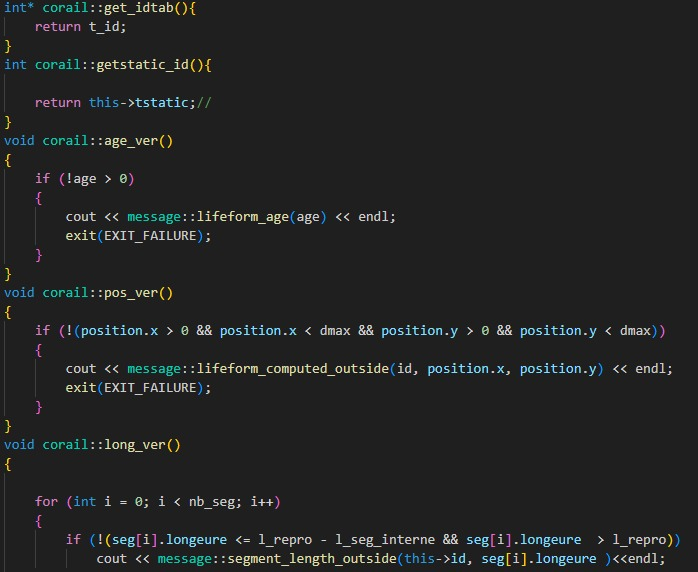 int* corail::get_idtab(){
    return t_id;
}
int corail::getstatic_id(){

    return this->tstatic;//
}
void corail::age_ver()
{
    if (!age > 0)
    {
        cout << message::lifeform_age(age) << endl;
        exit(EXIT_FAILURE);
    }
}
void corail::pos_ver()
{
    if (!(position.x > 0 && position.x < dmax && position.y > 0 && position.y < dmax))
    {
        cout << message::lifeform_computed_outside(id, position.x, position.y) << endl;
        exit(EXIT_FAILURE);
    }
}
void corail::long_ver()
{

    for (int i = 0; i < nb_seg; i++)
    {
        if (!(seg[i].longeure <= l_repro - l_seg_interne && seg[i].longeure  > l_repro))
            cout << message::segment_length_outside(this->id, seg[i].longeure )<<endl;